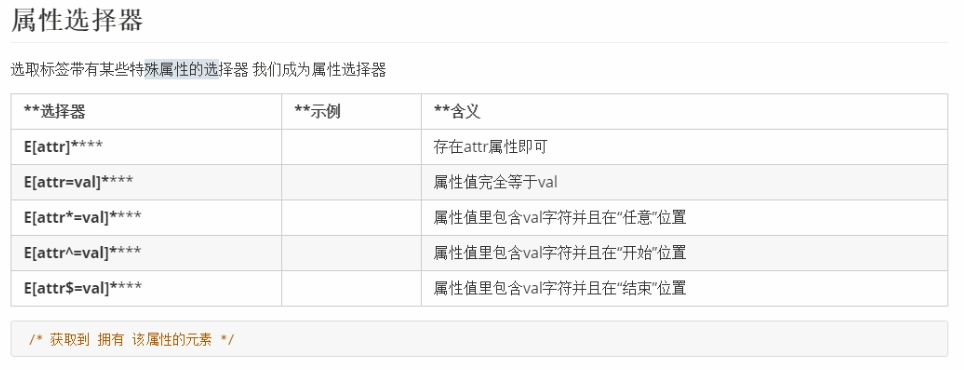 属性选择器
选取标签带有某些特殊属性的选择器 我们成为属性选择器
**选择器 **示例 **含义
E[attr]**** 存在attr属性即可
E[attr=val]**** 属性值完全等于val
E[attr*=val]**** 属性值里包含val字符并且在“任意”位置
E[attr^=val]**** 属性值里包含val字符并且在“开始”位置
E[attr$=val]**** 属性值里包含val字符并且在“结束”位置
/* 获取到 拥有 该属性的元素 */